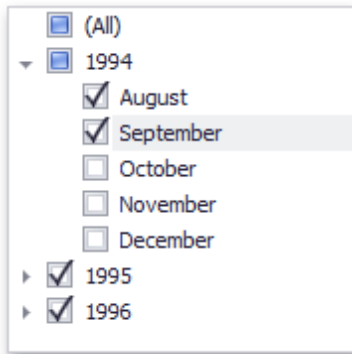 (All)
1994
August
September
October
November
December
1995
1996